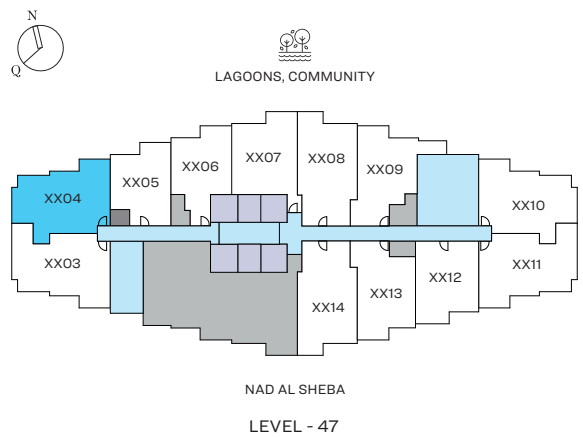 N
Q
LAGOONS, COMMUNITY
XX04
XX05
XX06
XX07
XX08
XX09
XX10
XX03
XX14
XX13
XX12
XX11
NAD AL SHEBA
LEVEL - 47